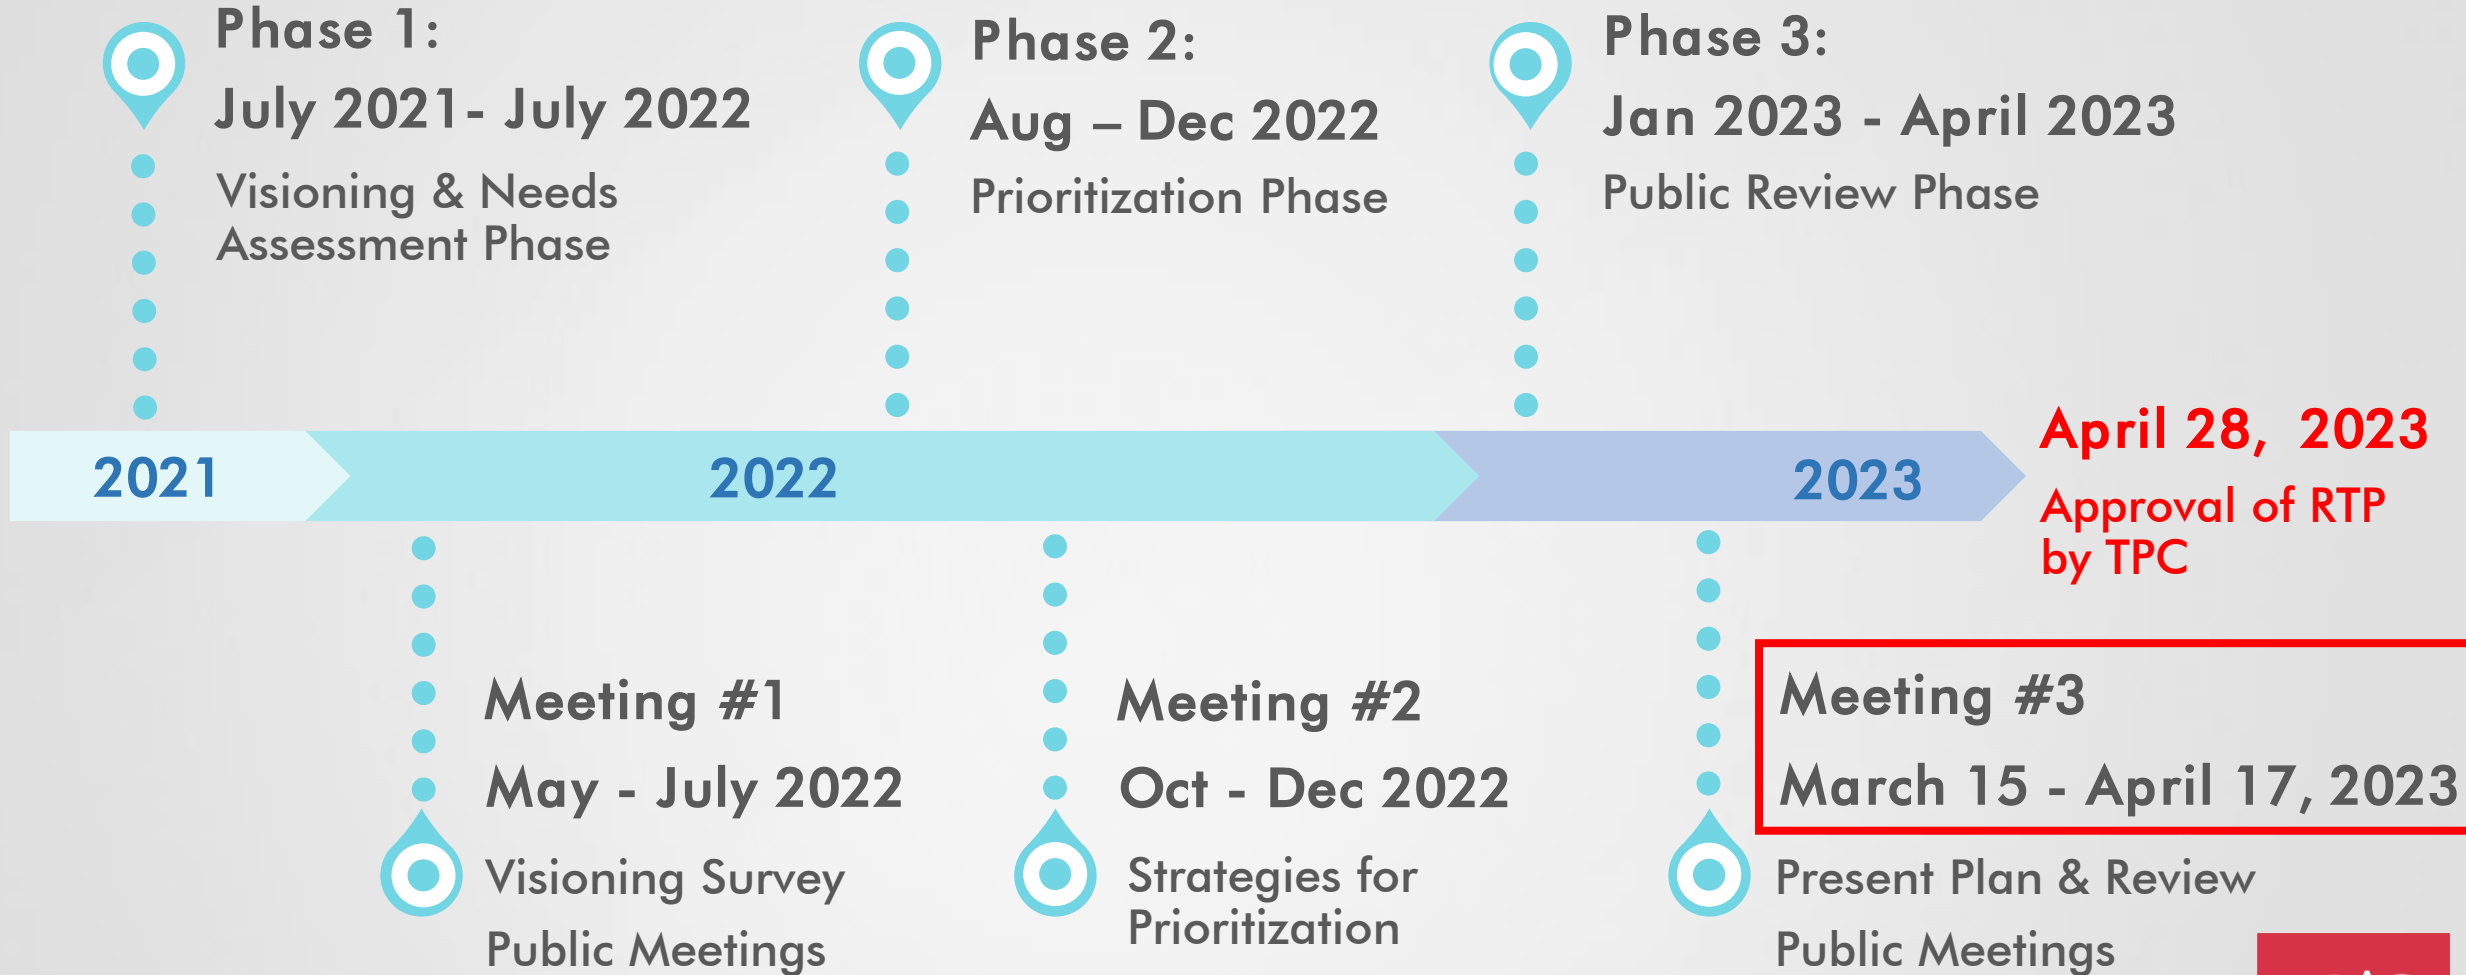 Phase 1:
July 2021- July 2022
Visioning & Needs
Assessment Phase
Phase 2:
Aug – Dec 2022
Prioritization Phase
Phase 3:
Jan 2023 - April 2023
Public Review Phase
2021
2022
2023
April 28, 2023
Approval of RTP
by TPC
Meeting #1
May - July 2022
Visioning Survey
Public Meetings
Meeting #2
Oct - Dec 2022
Strategies for
Prioritization
Meeting #3
March 15 - April 17, 2023
Present Plan & Review
Public Meetings